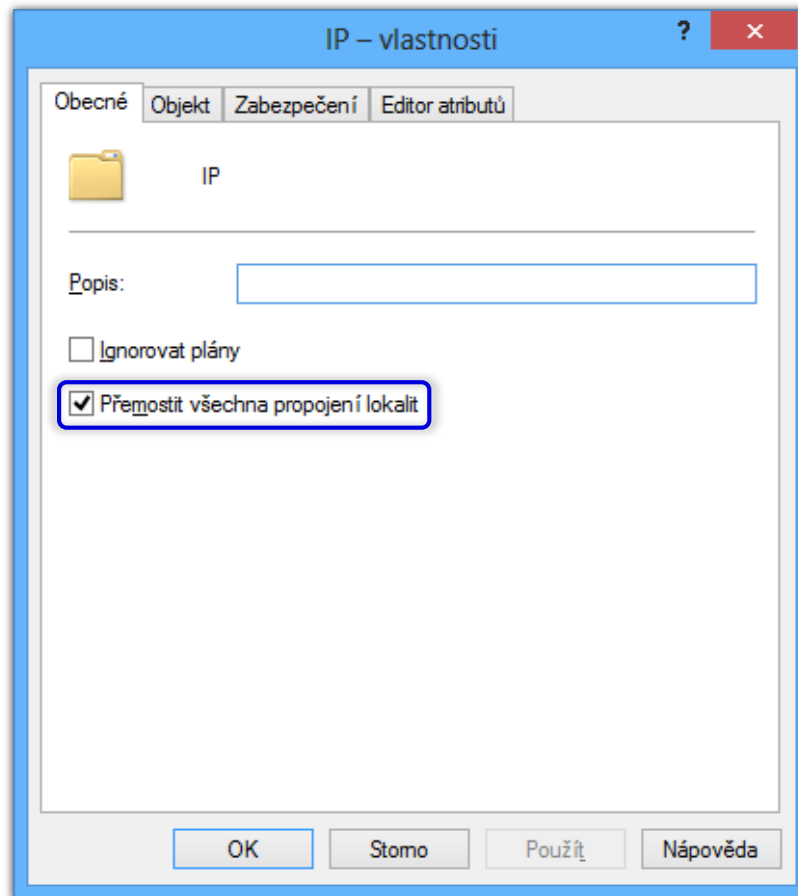 IP – vlastnosti ?
Obecné Objekt Zabezpečení Editor atributů
IP
Popis:
Ignorovat plány
Přemostit všechna propojení lokalit
OK Storno Použít Nápověda